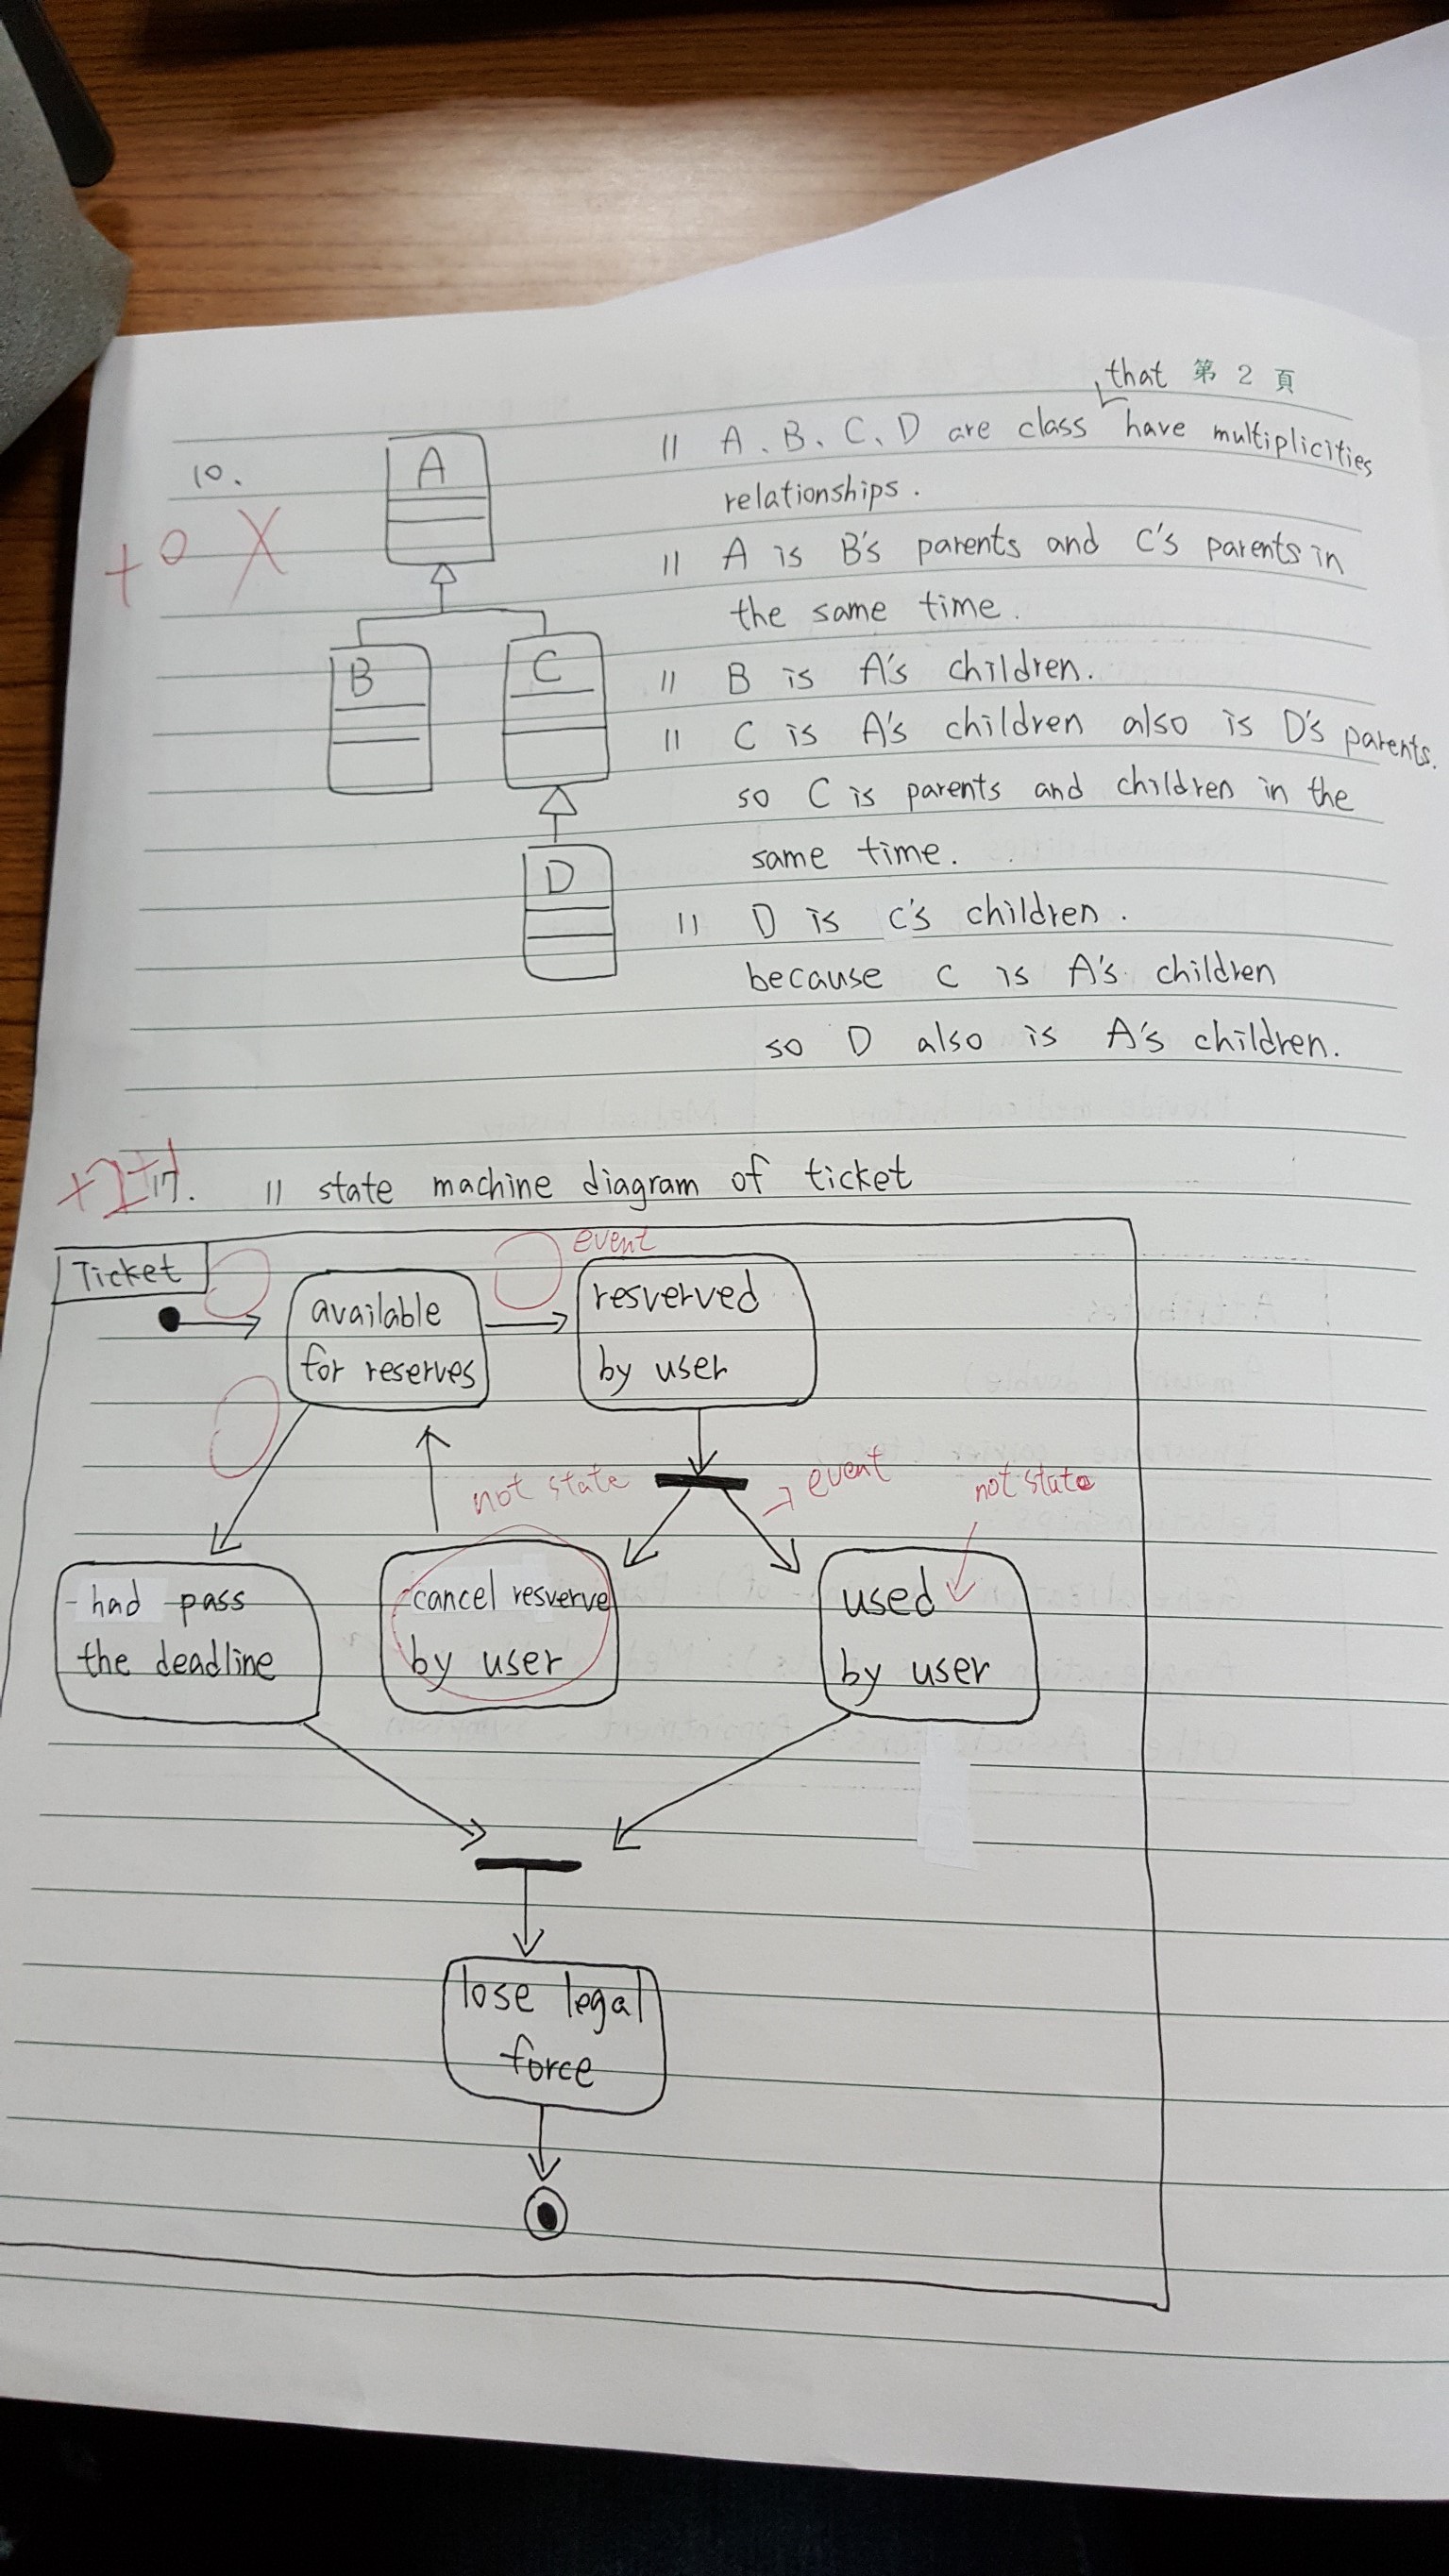 that 第 2 頁
10.
A
+0 X
B
C
D
// A、B、C、D are class have multiplicities
relationships.
// A is B's parents and C's parents in
the same time.
// B is A's children.
// C is A's children also is D's parents.
so C is parents and children in the
same time.
// D is C's children.
because C is A's children
so D also is A's children.
17. // state machine diagram of ticket
Ticket
event
available
for reserves
resverved
by user
not state
event
not state
had pass
the deadline
cancel resverve
by user
used
by user
lose legal
force